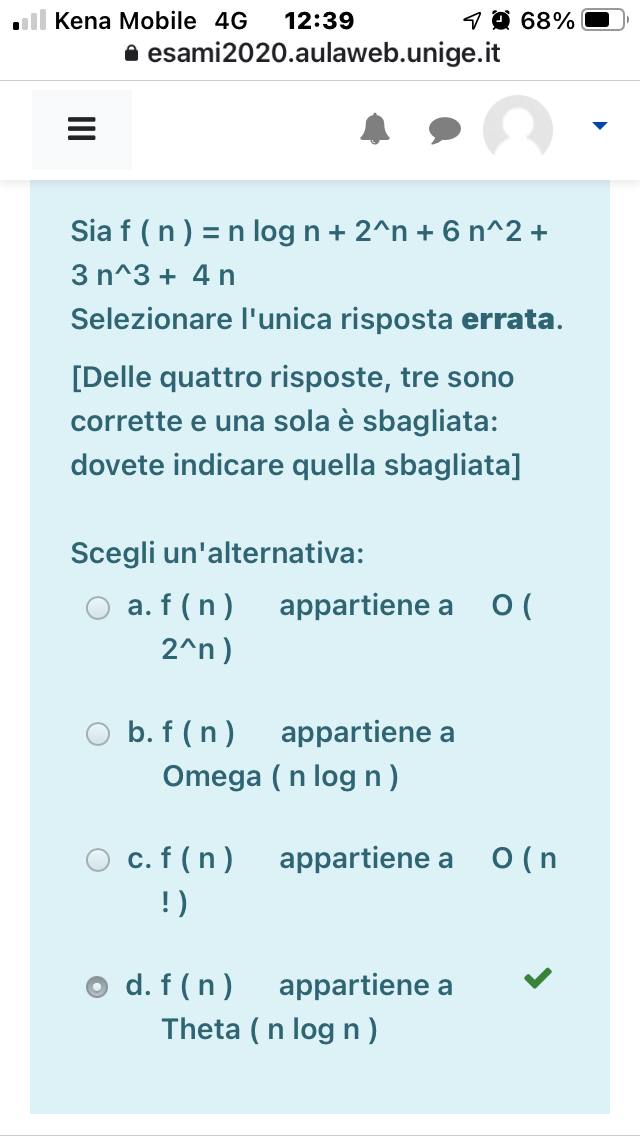 Kena Mobile 4G 12:39 68%
esami2020.aulaweb.unige.it
Sia f ( n ) = n log n + 2^n + 6 n^2 +
3 n^3 + 4 n
Selezionare l'unica risposta errata.
[Delle quattro risposte, tre sono
corrette e una sola è sbagliata:
dovete indicare quella sbagliata]
Scegli un'alternativa:
a. f ( n ) appartiene a O (
2^n )
b. f ( n ) appartiene a
Omega ( n log n )
c. f ( n ) appartiene a O ( n
! )
d. f ( n ) appartiene a
Theta ( n log n )